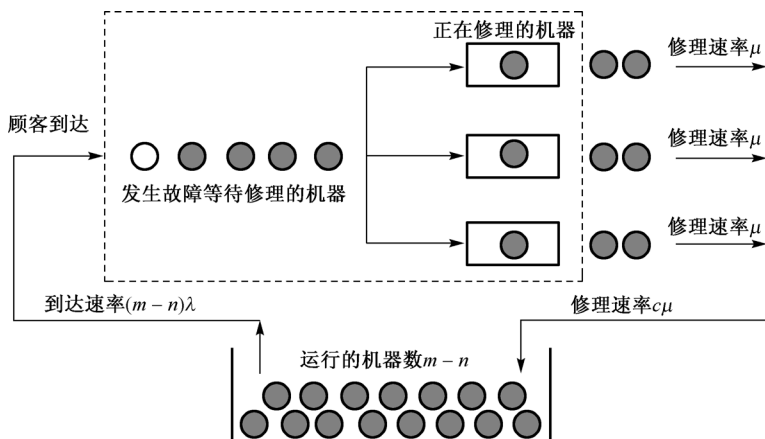 正在修理的机器
修理速率μ
顾客到达
修理速率μ
发生故障等待修理的机器
修理速率μ
到达速率(m − n)λ
修理速率cμ
运行的机器数m − n